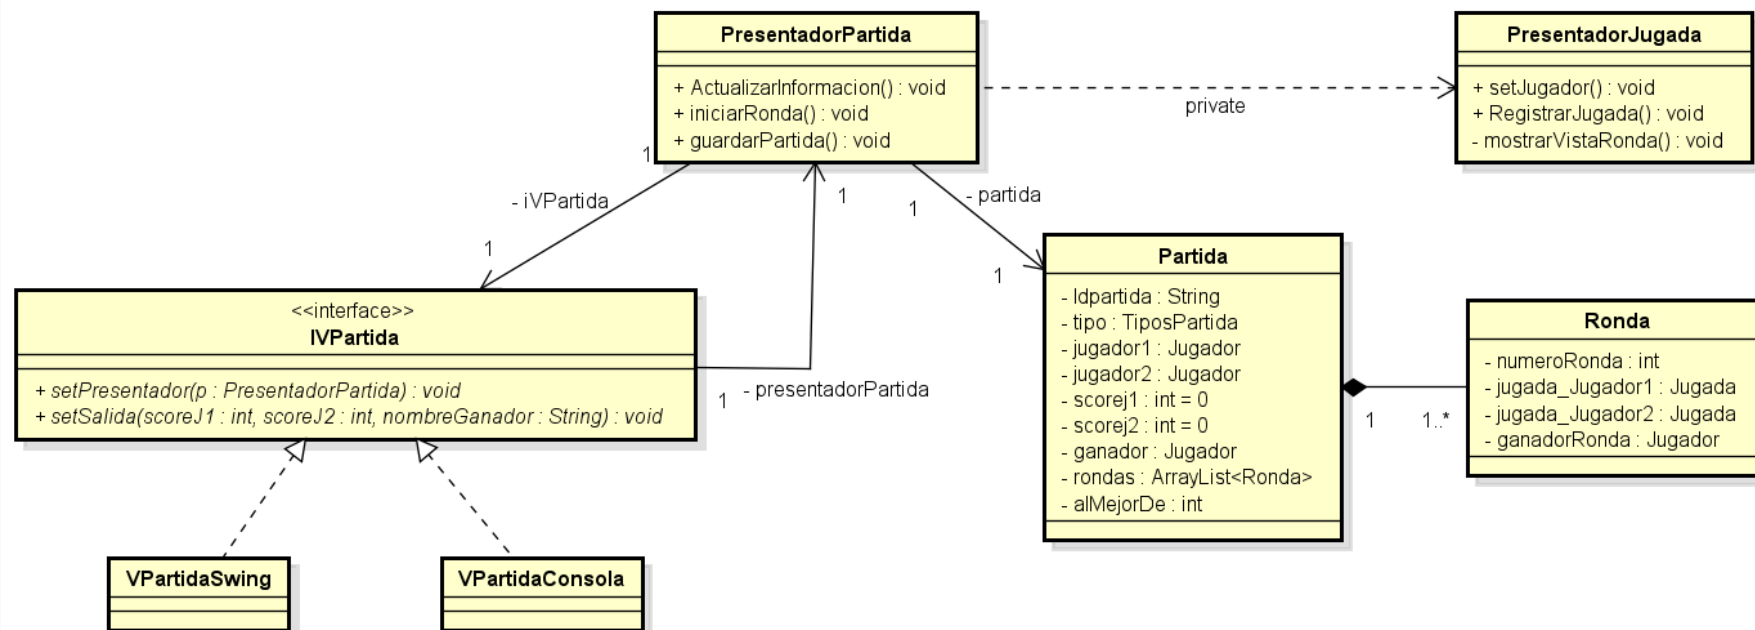 PresentadorPartida
+ ActualizarInformacion() : void
+ iniciarRonda() : void
+ guardarPartida() : void
PresentadorJugada
+ setJugador() : void
+ RegistrarJugada() : void
- mostrarVistaRonda() : void
private
1
- iVPartida
1
1
- partida
1
1
<<interface>>
IVPartida
+ setPresentador(p : PresentadorPartida) : void
+ setSalida(scoreJ1 : int, scoreJ2 : int, nombreGanador : String) : void
1
- presentadorPartida
Partida
- Idpartida : String
- tipo : TiposPartida
- jugador1 : Jugador
- jugador2 : Jugador
- scorej1 : int = 0
- scorej2 : int = 0
- ganador : Jugador
- rondas : ArrayList<Ronda>
- alMejorDe : int
1
1..*
Ronda
- numeroRonda : int
- jugada_Jugador1 : Jugada
- jugada_Jugador2 : Jugada
- ganadorRonda : Jugador
VPartidaSwing
VPartidaConsola